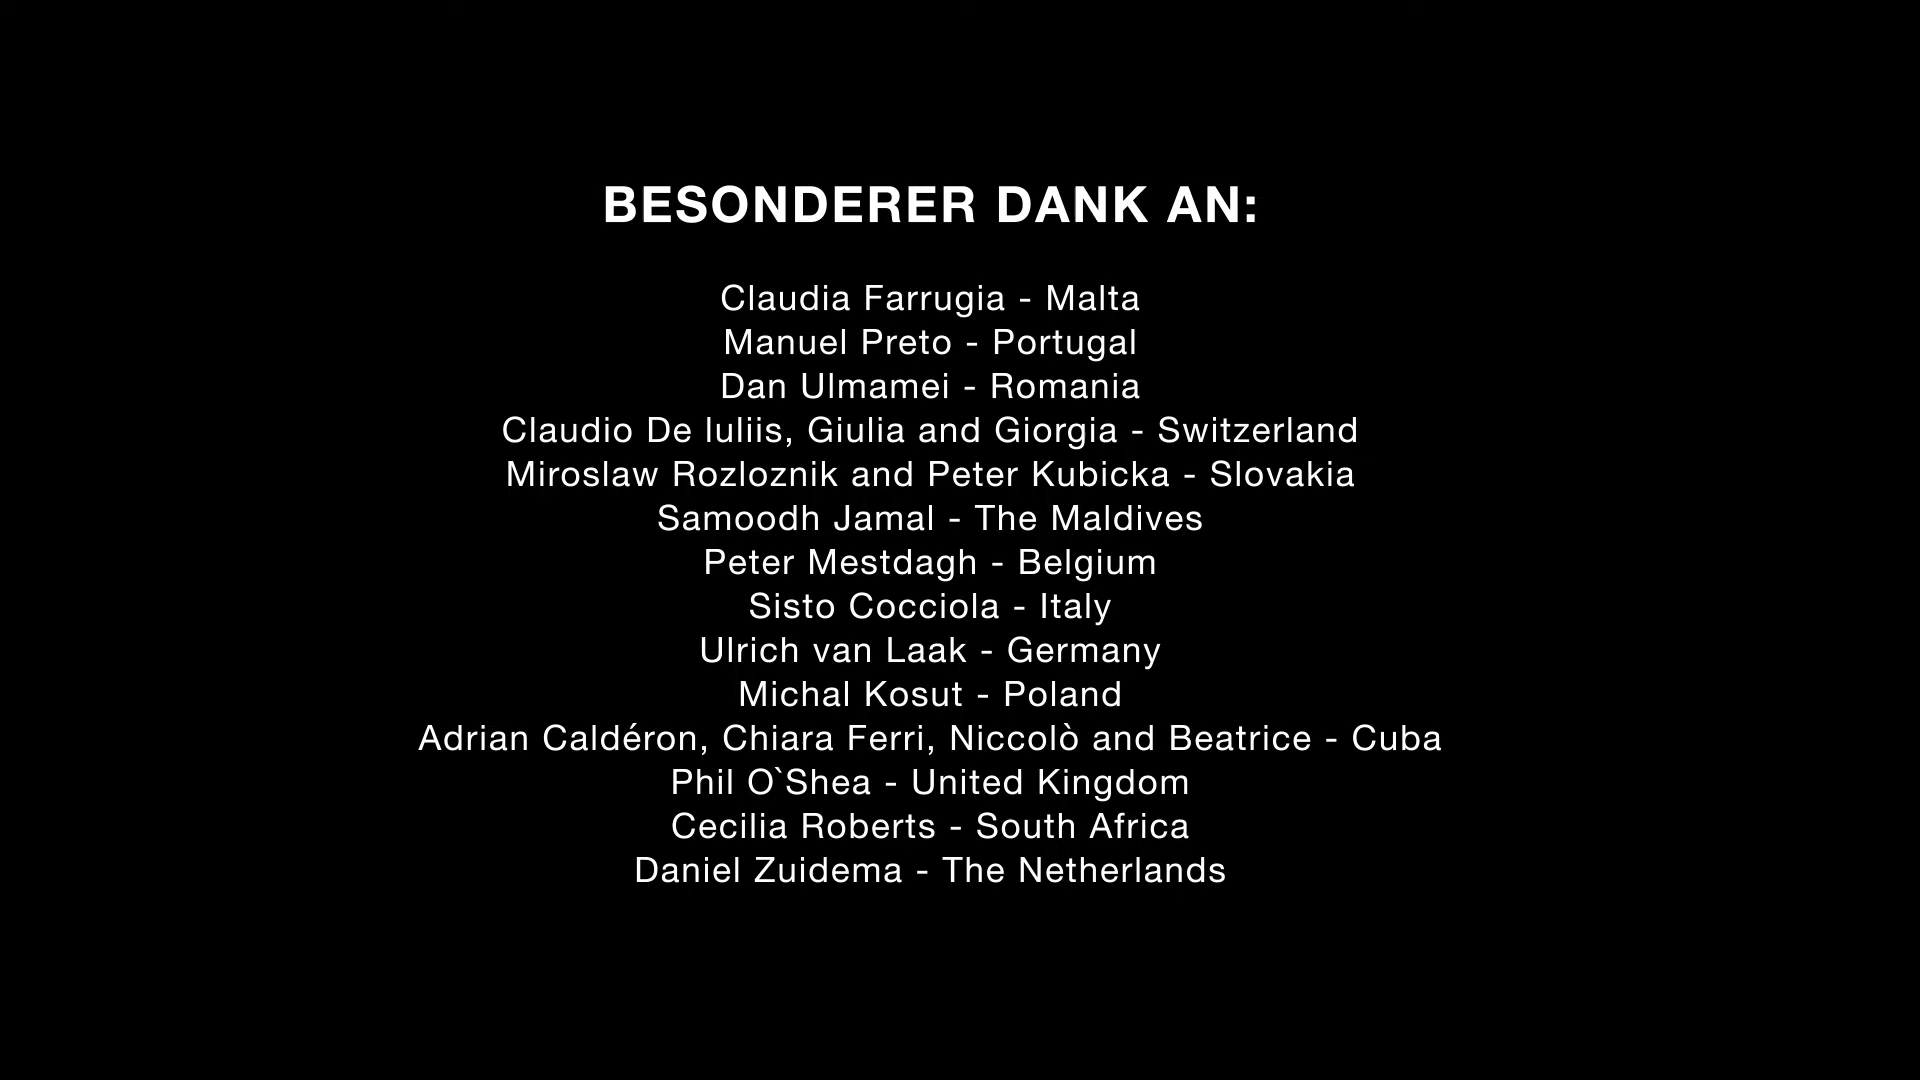 BESONDERER DANK AN:
Claudia Farrugia - Malta
Manuel Preto - Portugal
Dan Ulmamei - Romania
Claudio De Iuliis, Giulia and Giorgia - Switzerland
Miroslaw Rozloznik and Peter Kubicka - Slovakia
Samoodh Jamal - The Maldives
Peter Mestdagh - Belgium
Sisto Cocciola - Italy
Ulrich van Laak - Germany
Michal Kosut - Poland
Adrian Caldéron, Chiara Ferri, Niccolò and Beatrice - Cuba
Phil O`Shea - United Kingdom
Cecilia Roberts - South Africa
Daniel Zuidema - The Netherlands